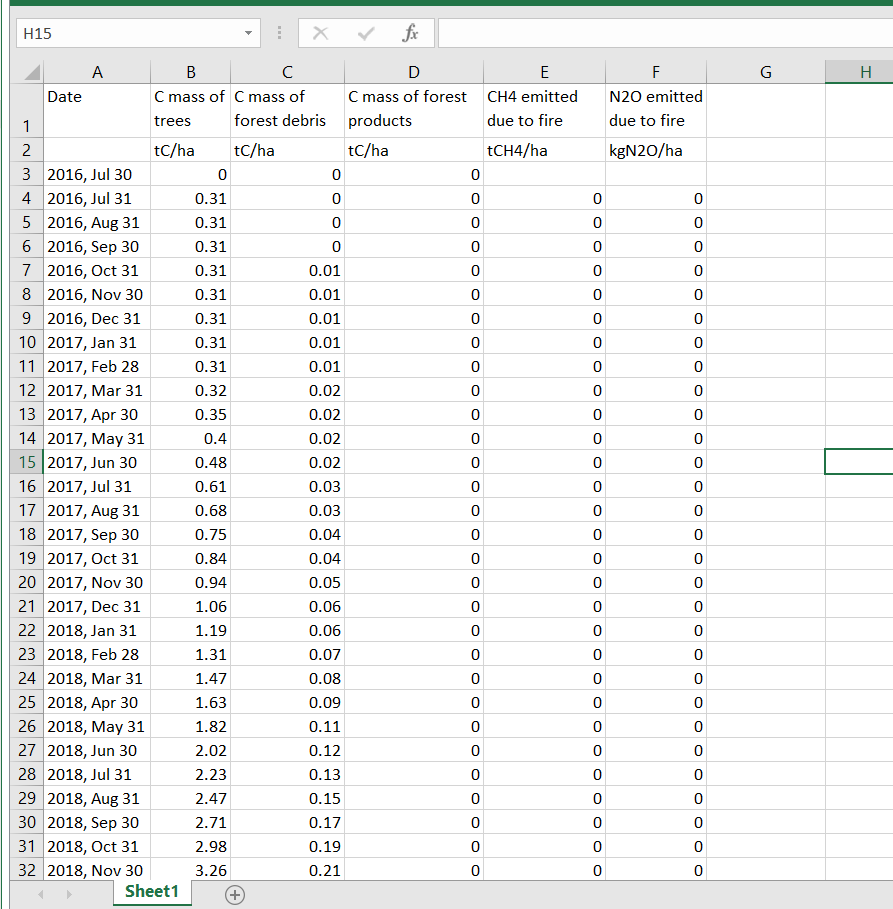 H15 fx
A B C D E F G H
Date C mass of C mass of C mass of forest CH4 emitted N2O emitted
1 trees forest debris products due to fire due to fire
2 tC/ha tC/ha tC/ha tCH4/ha kgN2O/ha
3 2016, Jul 30 0 0 0
4 2016, Jul 31 0.31 0 0 0 0
5 2016, Aug 31 0.31 0 0 0 0
6 2016, Sep 30 0.31 0 0 0 0
7 2016, Oct 31 0.31 0.01 0 0 0
8 2016, Nov 30 0.31 0.01 0 0 0
9 2016, Dec 31 0.31 0.01 0 0 0
10 2017, Jan 31 0.31 0.01 0 0 0
11 2017, Feb 28 0.31 0.01 0 0 0
12 2017, Mar 31 0.32 0.02 0 0 0
13 2017, Apr 30 0.35 0.02 0 0 0
14 2017, May 31 0.4 0.02 0 0 0
15 2017, Jun 30 0.48 0.02 0 0 0
16 2017, Jul 31 0.61 0.03 0 0 0
17 2017, Aug 31 0.68 0.03 0 0 0
18 2017, Sep 30 0.75 0.04 0 0 0
19 2017, Oct 31 0.84 0.04 0 0 0
20 2017, Nov 30 0.94 0.05 0 0 0
21 2017, Dec 31 1.06 0.06 0 0 0
22 2018, Jan 31 1.19 0.06 0 0 0
23 2018, Feb 28 1.31 0.07 0 0 0
24 2018, Mar 31 1.47 0.08 0 0 0
25 2018, Apr 30 1.63 0.09 0 0 0
26 2018, May 31 1.82 0.11 0 0 0
27 2018, Jun 30 2.02 0.12 0 0 0
28 2018, Jul 31 2.23 0.13 0 0 0
29 2018, Aug 31 2.47 0.15 0 0 0
30 2018, Sep 30 2.71 0.17 0 0 0
31 2018, Oct 31 2.98 0.19 0 0 0
32 2018, Nov 30 3.26 0.21 0 0 0
Sheet1